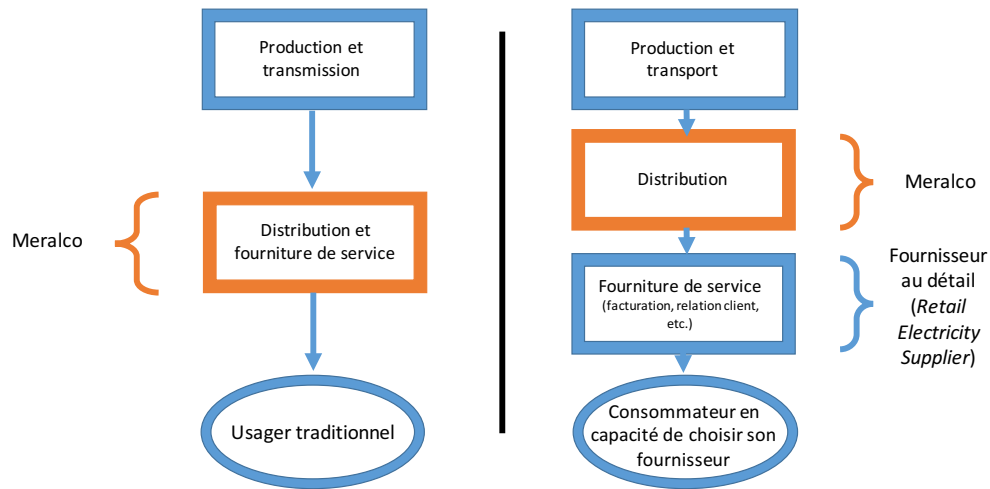 Production et
transmission
Meralco
Distribution et
fourniture de service
Usager traditionnel
Production et
transport
Distribution
Meralco
Fourniture de service
(facturation, relation client,
etc.)
Fournisseur
au détail
(Retail
Electricity
Supplier)
Consommateur en
capacité de choisir son
fournisseur